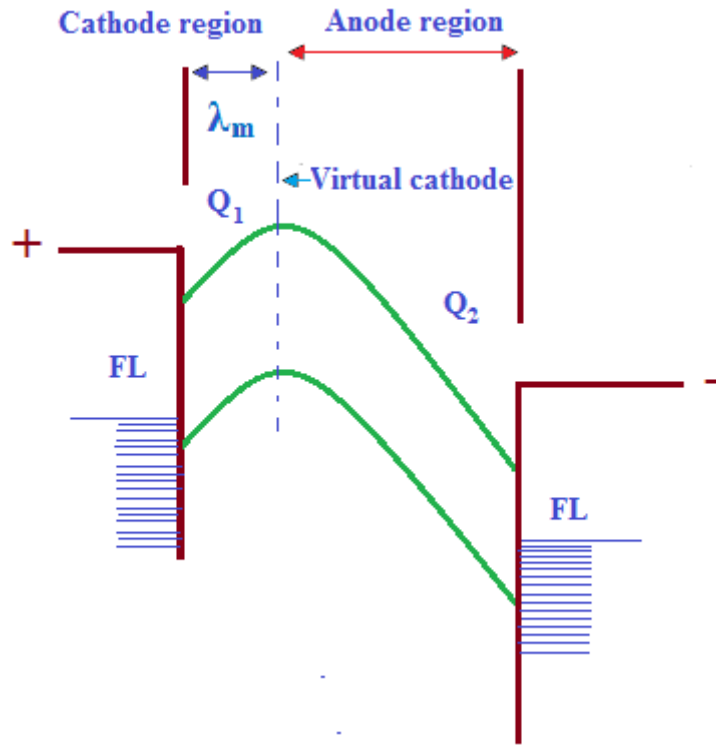 Cathode region
Anode region
λm
Virtual cathode
Q1
+
Q2
FL
-
FL